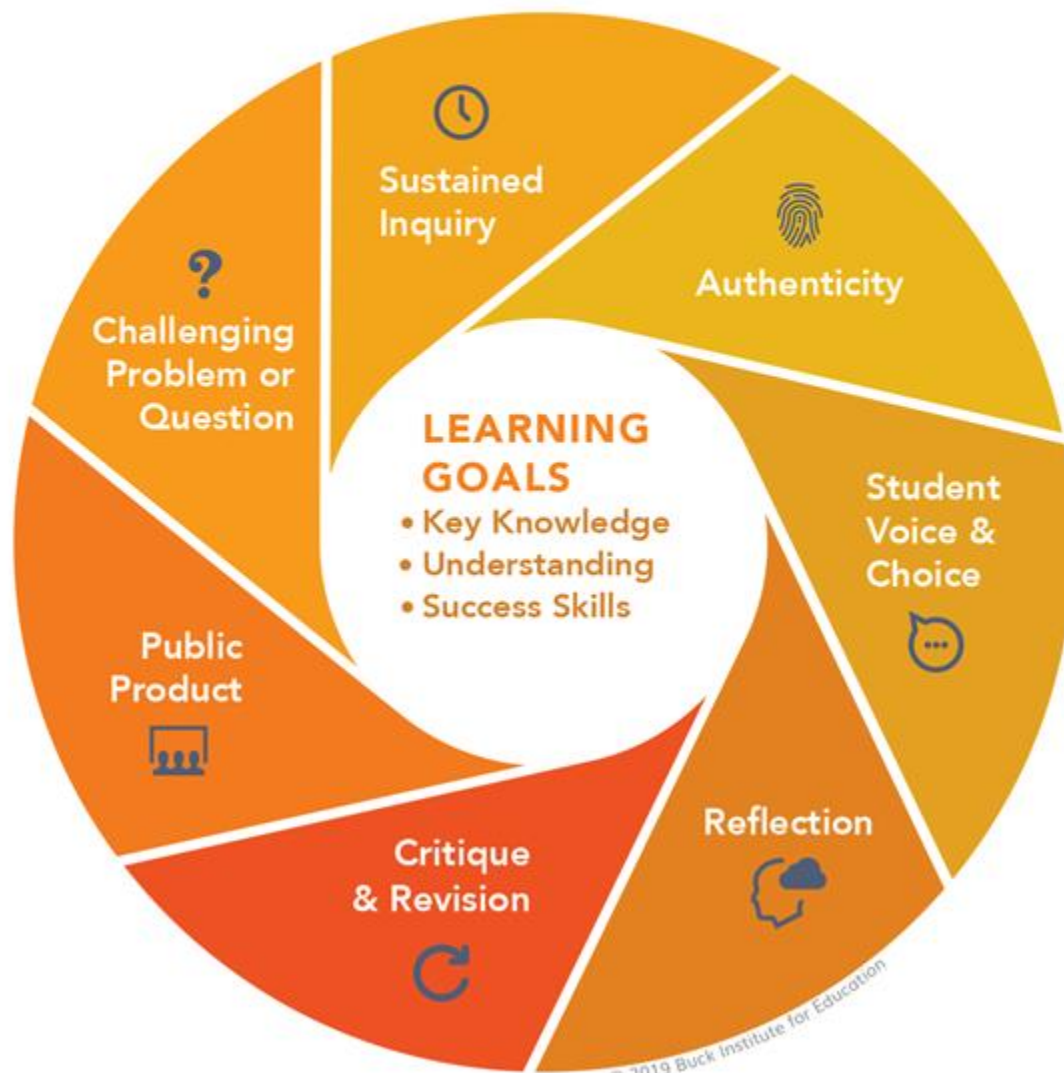 Sustained
Inquiry
Authenticity
?
Challenging
Problem or
Question
LEARNING
GOALS
• Key Knowledge
• Understanding
• Success Skills
Student
Voice &
Choice
Public
Product
Reflection
Critique
& Revision
© 2019 Buck Institute for Education